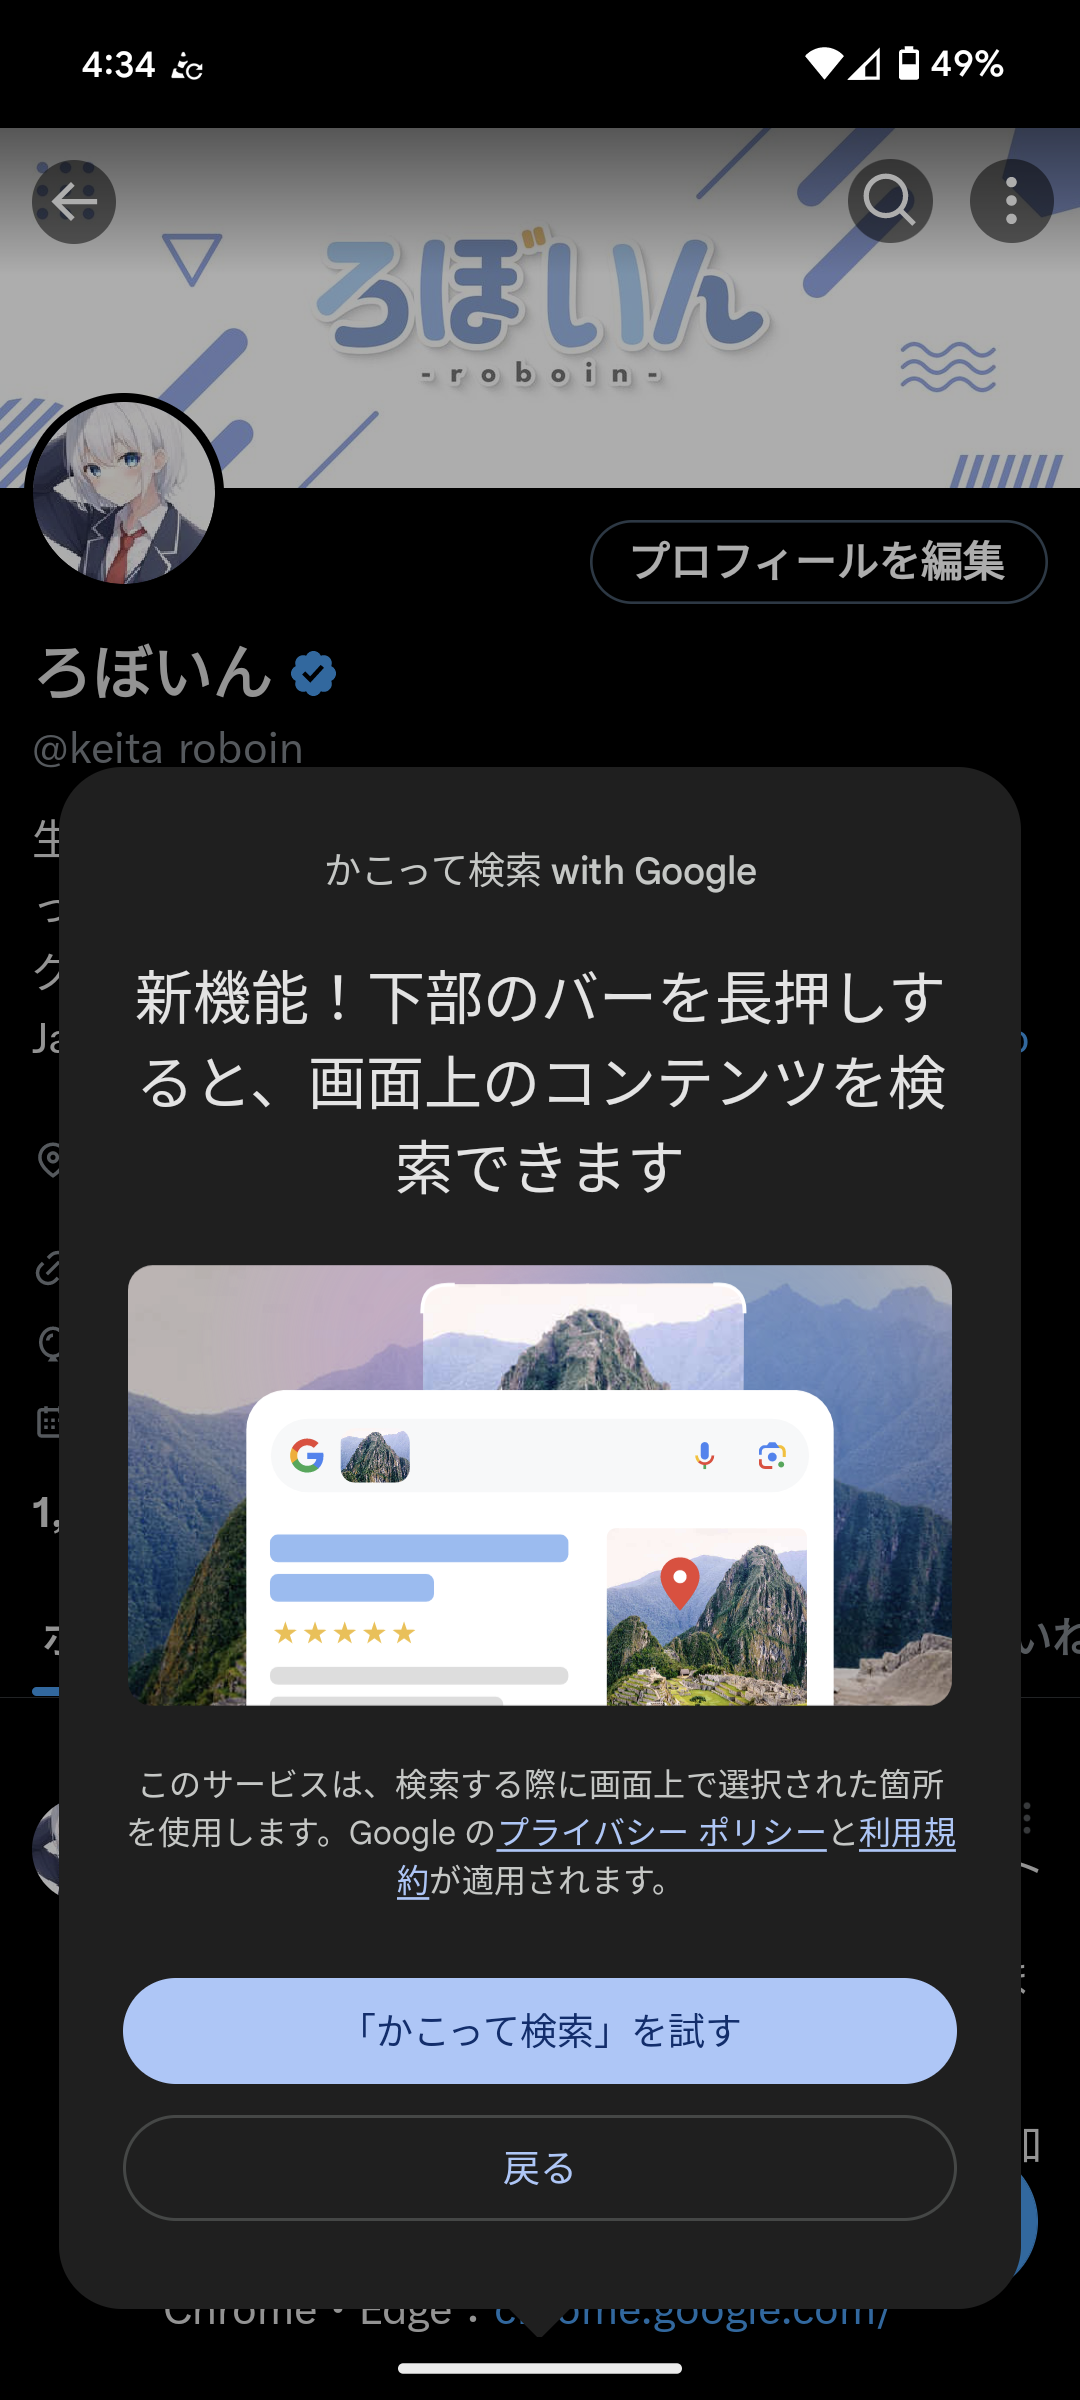 4:34
49%
ろぼいん
-roboin-
プロフィールを編集
ろぼいん
@keita_roboin
かこって検索 with Google
新機能！下部のバーを長押しす
ると、画面上のコンテンツを検
索できます
このサービスは、検索する際に画面上で選択された箇所
を使用します。Google のプライバシー ポリシーと利用規
約が適用されます。
「かこって検索」を試す
戻る
Chrome・Edge：chrome.google.com/